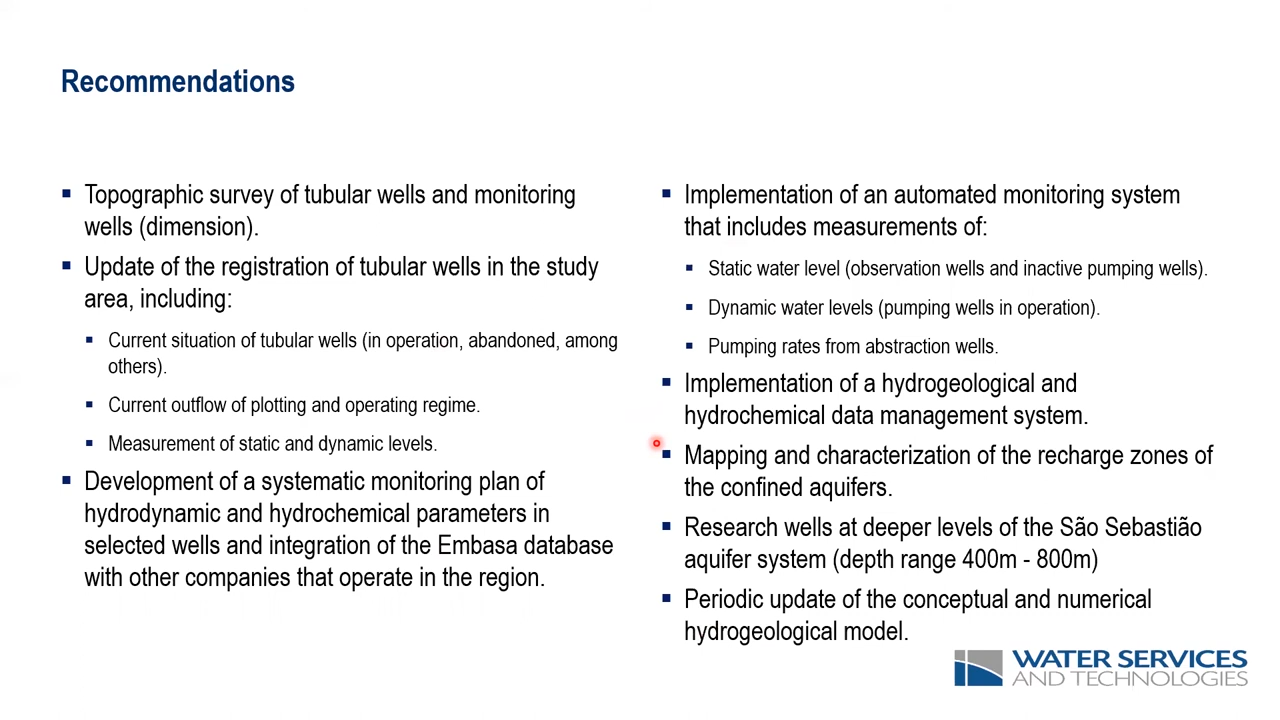 Recommendations
Topographic survey of tubular wells and monitoring
wells (dimension).
Update of the registration of tubular wells in the study
area, including:
Current situation of tubular wells (in operation, abandoned, among
others).
Current outflow of plotting and operating regime.
Measurement of static and dynamic levels.
Development of a systematic monitoring plan of
hydrodynamic and hydrochemical parameters in
selected wells and integration of the Embasa database
with other companies that operate in the region.
Implementation of an automated monitoring system
that includes measurements of:
Static water level (observation wells and inactive pumping wells).
Dynamic water levels (pumping wells in operation).
Pumping rates from abstraction wells.
Implementation of a hydrogeological and
hydrochemical data management system.
Mapping and characterization of the recharge zones of
the confined aquifers.
Research wells at deeper levels of the São Sebastião
aquifer system (depth range 400m - 800m)
Periodic update of the conceptual and numerical
hydrogeological model.
WATER SERVICES
AND TECHNOLOGIES